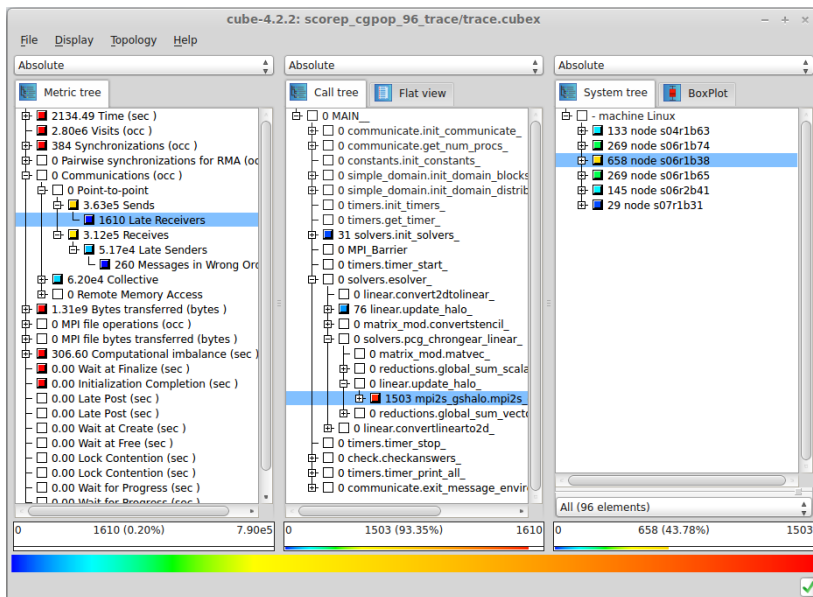 cube-4.2.2: scorep_cgpop_96_trace/trace.cubex
File Display Topology Help
Absolute
Metric tree
2134.49 Time (sec )
2.80e6 Visits (occ )
384 Synchronizations (occ )
0 Pairwise synchronizations for RMA (oc
0 Communications (occ )
0 Point-to-point
3.63e5 Sends
1610 Late Receivers
3.12e5 Receives
5.17e4 Late Senders
260 Messages in Wrong Ord
6.20e4 Collective
0 Remote Memory Access
1.31e9 Bytes transferred (bytes )
0 MPI file operations (occ )
0 MPI file bytes transferred (bytes )
306.60 Computational imbalance (sec )
0.00 Wait at Finalize (sec )
0.00 Initialization Completion (sec )
0.00 Late Post (sec )
0.00 Late Post (sec )
0.00 Wait at Create (sec )
0.00 Wait at Free (sec )
0.00 Lock Contention (sec )
0.00 Lock Contention (sec )
0.00 Wait for Progress (sec )
0.00 Wait for Progress (sec )
0 1610 (0.20%) 7.90e5
Absolute
Call tree Flat view
0 MAIN__
0 communicate.init_communicate_
0 communicate.get_num_procs_
0 constants.init_constants_
0 simple_domain.init_domain_blocks
0 simple_domain.init_domain_distrib
0 timers.init_timers_
0 timers.get_timer_
31 solvers.init_solvers_
0 MPI_Barrier
0 timers.timer_start_
0 solvers.esolver_
0 linear.convert2dtolinear_
76 linear.update_halo_
0 matrix_mod.convertstencil_
0 solvers.pcg_chrongear_linear_
0 matrix_mod.matvec_
0 reductions.global_sum_scala
0 linear.update_halo_
1503 mpi2s_gshalo.mpi2s_
0 reductions.global_sum_vecto
0 linear.convertlinearto2d_
0 timers.timer_stop_
0 check.checkanswers_
0 timers.timer_print_all_
0 communicate.exit_message_enviro
0 1503 (93.35%) 1610
Absolute
System tree BoxPlot
- machine Linux
133 node s04r1b63
269 node s06r1b74
658 node s06r1b38
269 node s06r1b65
145 node s06r2b41
29 node s07r1b31
All (96 elements)
0 658 (43.78%) 1503